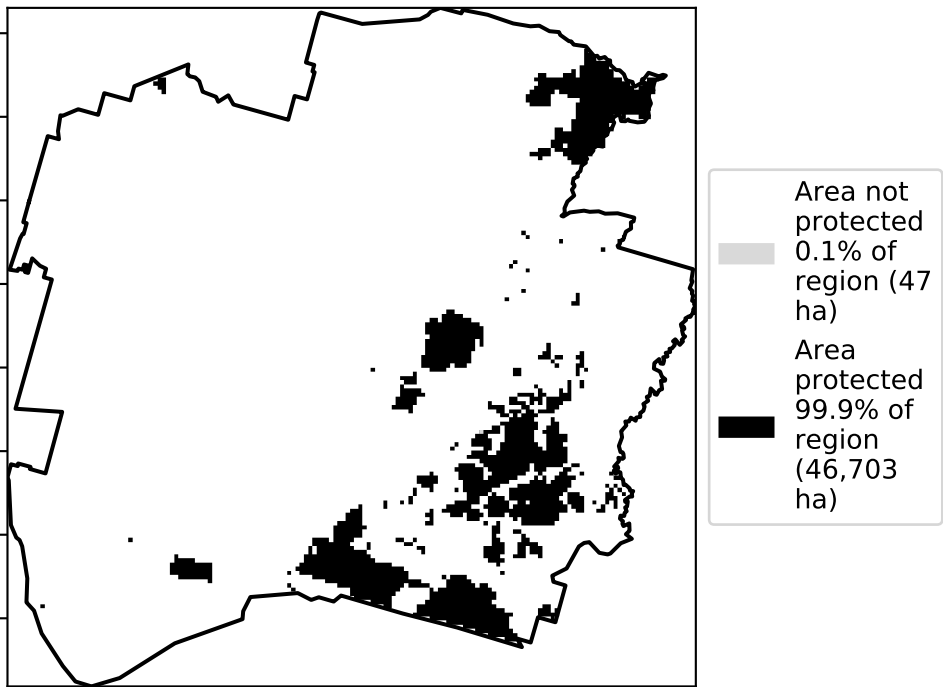 Area not
protected
0.1% of
region (47
ha)
Area
protected
99.9% of
region
(46,703
ha)